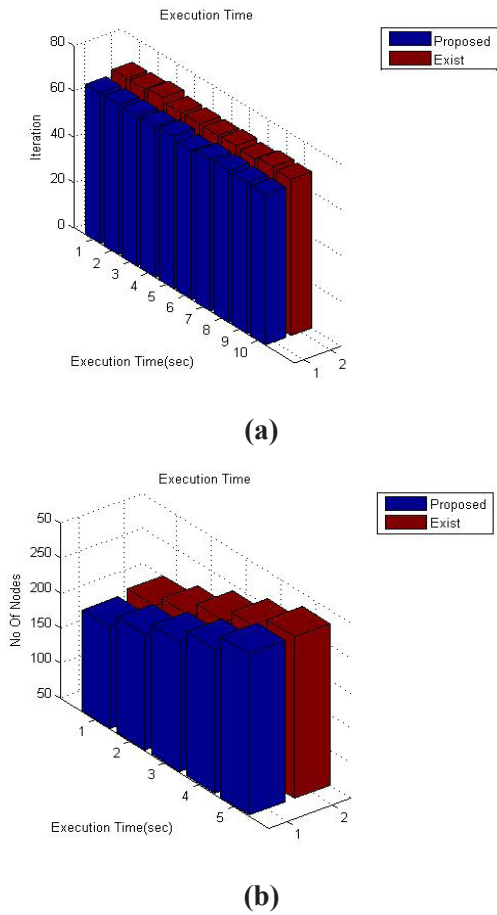 Execution Time
Proposed
Exist
80
60
40
20
0
Iteration
1
2
3
4
5
6
7
8
9
10
Execution Time(sec)
1
2
(a)
Execution Time
Proposed
Exist
50
250
200
150
100
50
No Of Nodes
1
2
3
4
5
Execution Time(sec)
1
2
(b)